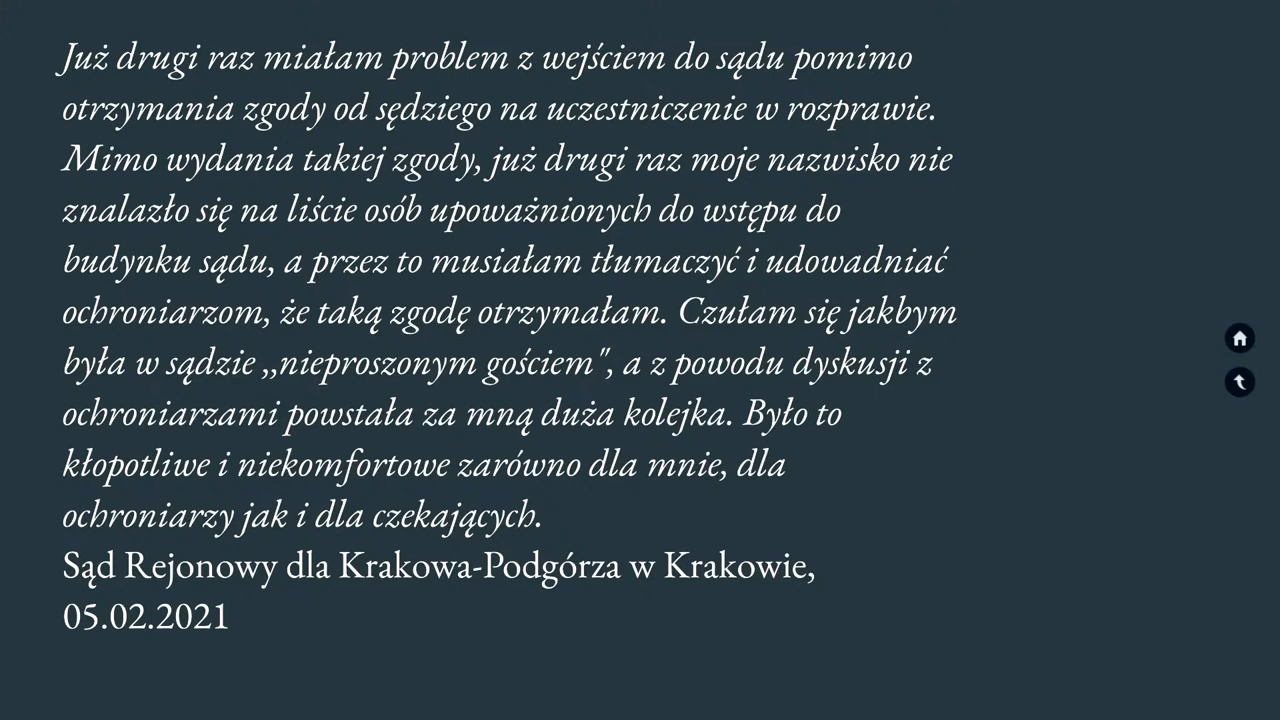 Już drugi raz miałam problem z wejściem do sądu pomimo
otrzymania zgody od sędziego na uczestniczenie w rozprawie.
Mimo wydania takiej zgody, już drugi raz moje nazwisko nie
znalazło się na liście osób upoważnionych do wstępu do
budynku sądu, a przez to musiałam tłumaczyć i udowadniać
ochroniarzom, że taką zgodę otrzymałam. Czułam się jakbym
była w sądzie ,,nieproszonym gościem", a z powodu dyskusji z
ochroniarzami powstała za mną duża kolejka. Było to
kłopotliwe i niekomfortowe zarówno dla mnie, dla
ochroniarzy jak i dla czekających.
Sąd Rejonowy dla Krakowa-Podgórza w Krakowie,
05.02.2021